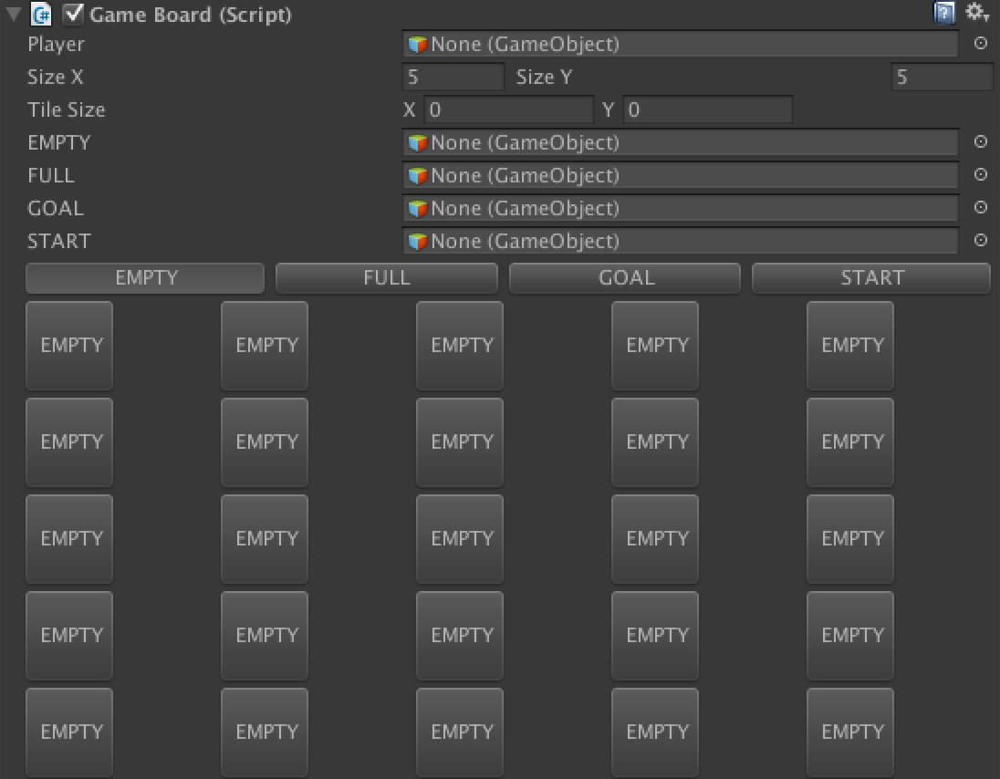 Game Board (Script)
Player None (GameObject)
Size X 5 Size Y 5
Tile Size X 0 Y 0
EMPTY None (GameObject)
FULL None (GameObject)
GOAL None (GameObject)
START None (GameObject)
EMPTY FULL GOAL START
EMPTY EMPTY EMPTY EMPTY EMPTY
EMPTY EMPTY EMPTY EMPTY EMPTY
EMPTY EMPTY EMPTY EMPTY EMPTY
EMPTY EMPTY EMPTY EMPTY EMPTY
EMPTY EMPTY EMPTY EMPTY EMPTY